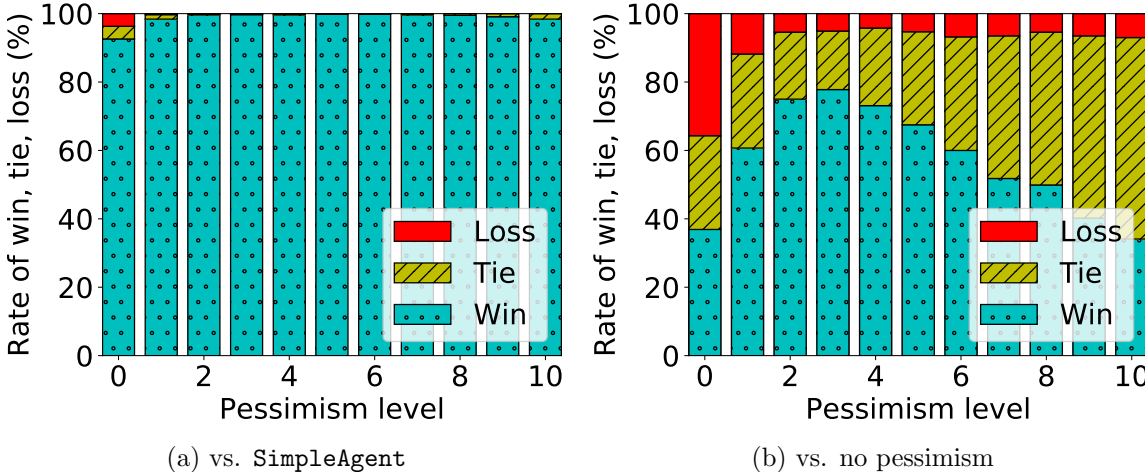 Rate of win, tie, loss (%)
100
80
60
40
20
0
Loss
Tie
Win
0 2 4 6 8 10
Pessimism level
(a) vs. SimpleAgent
Rate of win, tie, loss (%)
100
80
60
40
20
0
Loss
Tie
Win
0 2 4 6 8 10
Pessimism level
(b) vs. no pessimism